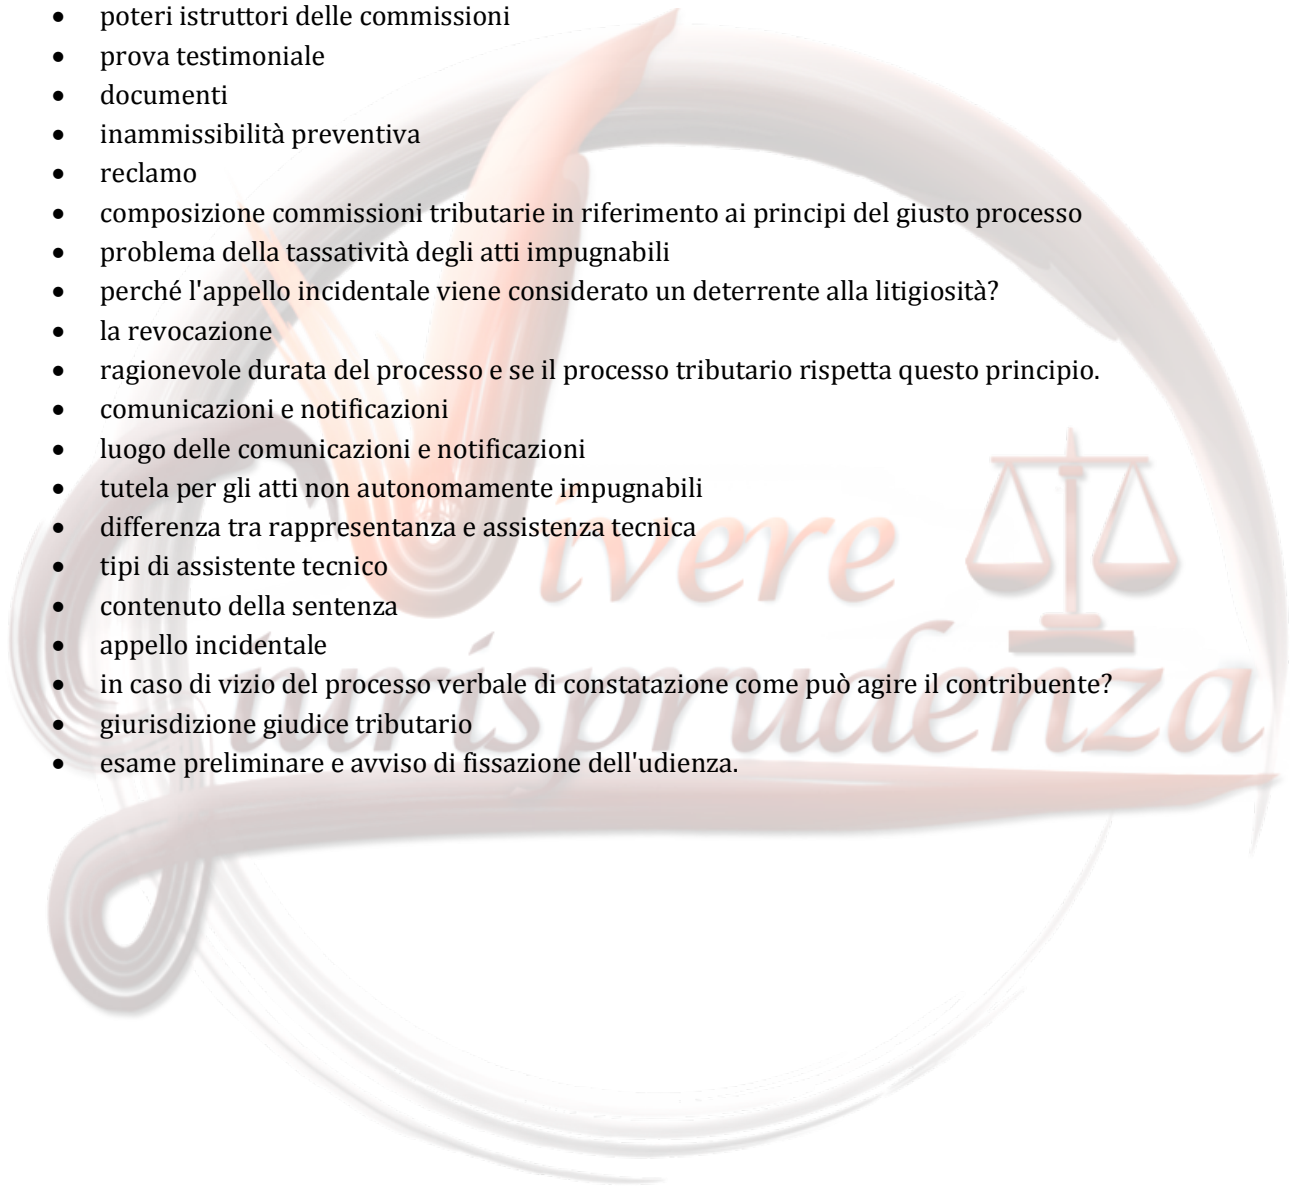 • poteri istruttori delle commissioni
• prova testimoniale
• documenti
• inammissibilità preventiva
• reclamo
• composizione commissioni tributarie in riferimento ai principi del giusto processo
• problema della tassatività degli atti impugnabili
• perché l'appello incidentale viene considerato un deterrente alla litigiosità?
• la revocazione
• ragionevole durata del processo e se il processo tributario rispetta questo principio.
• comunicazioni e notificazioni
• luogo delle comunicazioni e notificazioni
• tutela per gli atti non autonomamente impugnabili
• differenza tra rappresentanza e assistenza tecnica
• tipi di assistente tecnico
• contenuto della sentenza
• appello incidentale
• in caso di vizio del processo verbale di constatazione come può agire il contribuente?
• giurisdizione giudice tributario
• esame preliminare e avviso di fissazione dell'udienza.
Vivere
Giurisprudenza